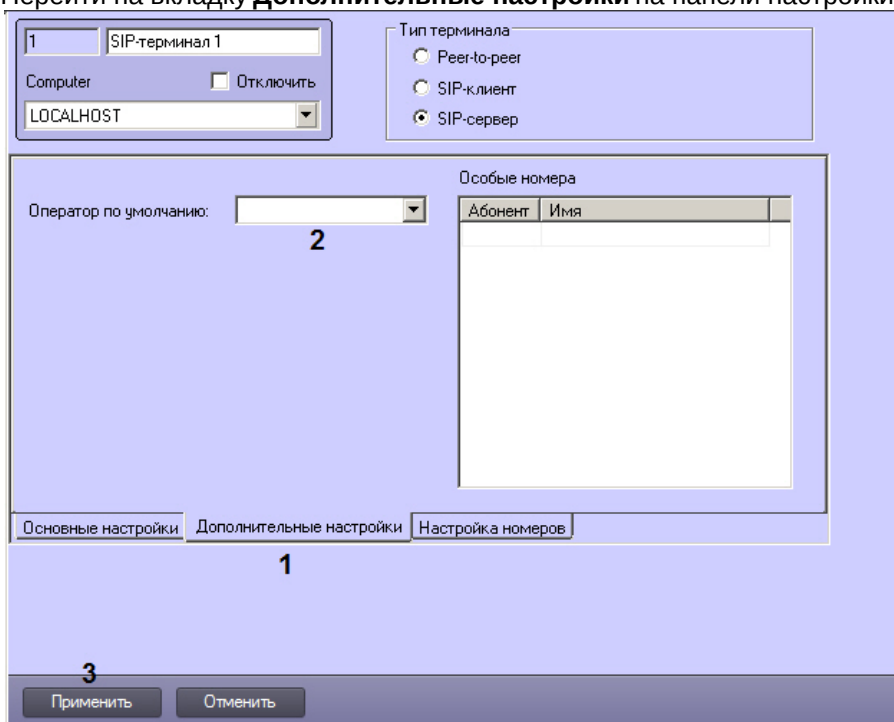 Перейти на вкладку Дополнительные настройки на панели настройки
1 SIP-терминал 1
Computer Отключить
LOCALHOST
Тип терминала
Peer-to-peer
SIP-клиент
SIP-сервер
Оператор по умолчанию:
2
Особые номера
Абонент Имя
Основные настройки Дополнительные настройки Настройка номеров
1
3
Применить Отменить